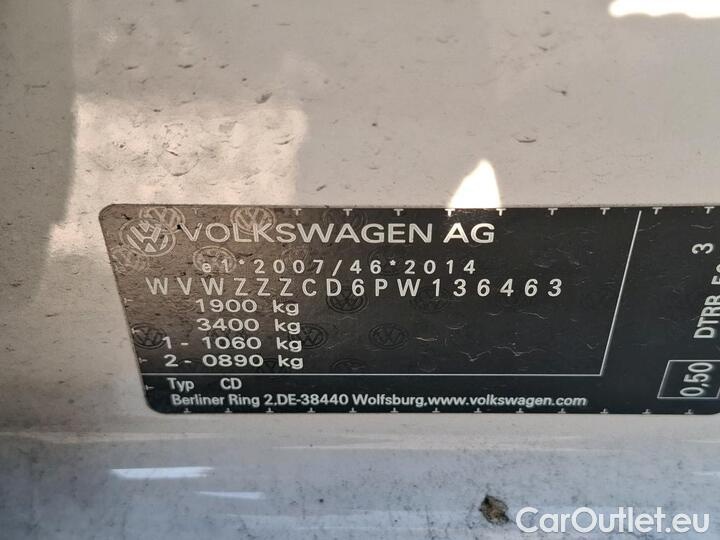 VOLKSWAGEN AG
e1*2007/46*2014
WVWZZZCD6PW136463
1900 kg
3400 kg
1 - 1060 kg
2 - 0890 kg
Typ CD
Berliner Ring 2,DE-38440 Wolfsburg,www.volkswagen.com
3
DTRB
0,50
CarOutlet.eu